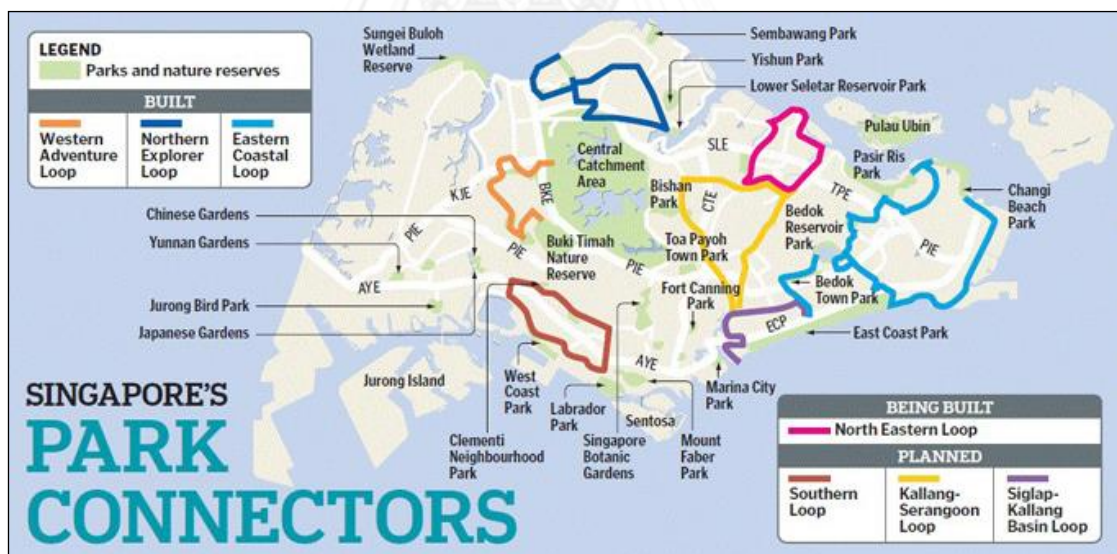 LEGEND
Parks and nature reserves
BUILT
Western
Adventure
Loop
Northern
Explorer
Loop
Eastern
Coastal
Loop
Sungei Buloh
Wetland
Reserve
Sembawang Park
Yishun Park
Lower Seletar Reservoir Park
Pulau Ubin
SLE
Pasir Ris
Park
Central
Catchment
Area
Bishan
Park
CTE
TPE
Changi
Beach
Park
KJE
BKE
Chinese Gardens
Yunnan Gardens
PIE
PIE
Buki Timah
Nature
Reserve
PIE
Toa Payoh
Town Park
Bedok
Reservoir
Park
PIE
AYE
Fort Canning
Park
Bedok
Town Park
Jurong Bird Park
Japanese Gardens
ECP
East Coast Park
Jurong Island
West
Coast
Park
AYE
Marina City
Park
Labrador
Park
Sentosa
Clementi
Neighbourhood
Park
Singapore
Botanic
Gardens
Mount
Faber
Park
SINGAPORE'S
PARK
CONNECTORS
BEING BUILT
North Eastern Loop
PLANNED
Southern
Loop
Kallang-
Serangoon
Loop
Siglap-
Kallang
Basin Loop